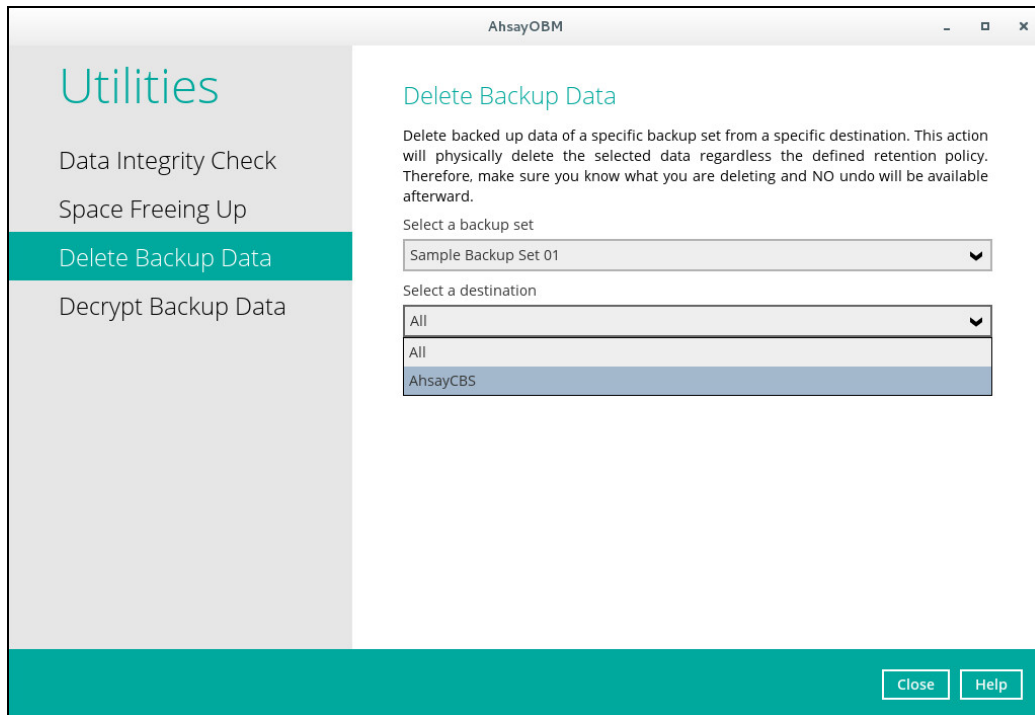 AhsayOBM
Utilities
Data Integrity Check
Space Freeing Up
Delete Backup Data
Decrypt Backup Data
Delete Backup Data
Delete backed up data of a specific backup set from a specific destination. This action
will physically delete the selected data regardless the defined retention policy.
Therefore, make sure you know what you are deleting and NO undo will be available
afterward.
Select a backup set
Sample Backup Set 01
Select a destination
All
All
AhsayCBS
Close
Help